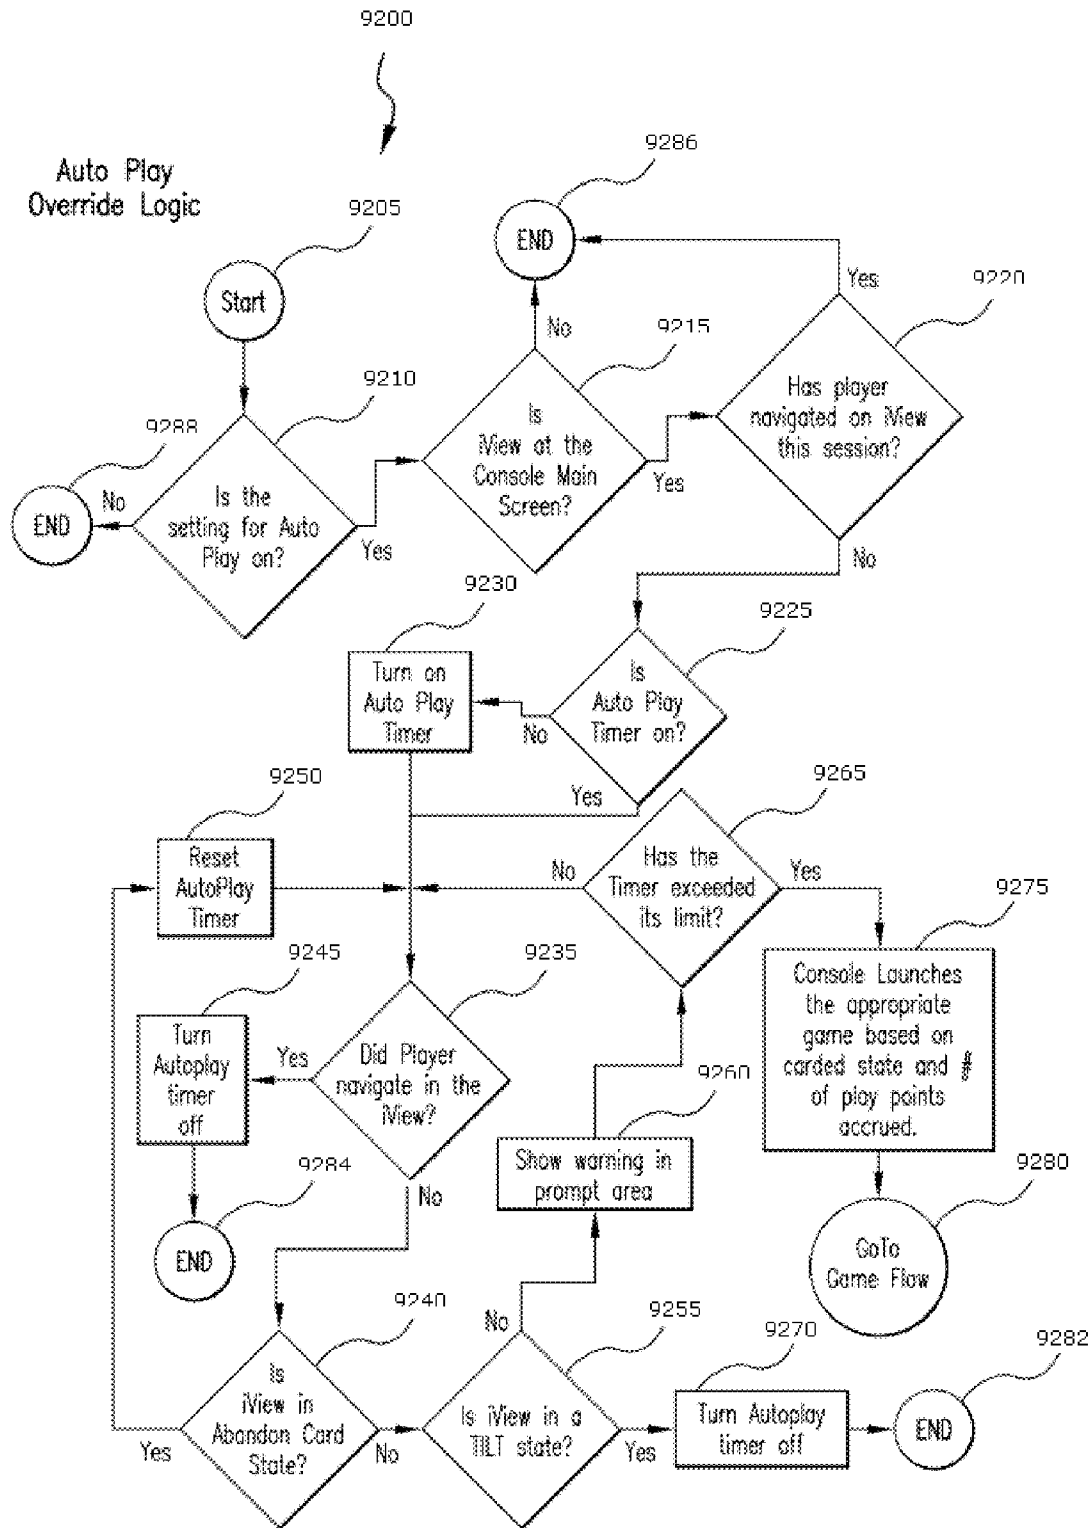 9200
Auto Play
Override Logic
9205
Start
9286
END
Yes
9220
No
9215
9210
Is
iView at the
Console Main
Screen?
Has player
navigated on iView
this session?
9288
END
No
Is the
setting for Auto
Play on?
Yes
Yes
No
9230
Turn on
Auto Play
Timer
9225
Is
Auto Play
Timer on?
No
Yes
9250
Reset
AutoPlay
Timer
9265
Has the
Timer exceeded
its limit?
No
Yes
9275
Console Launches
the appropriate
game based on
carded state and #
of play points
accrued.
9245
Turn
Autoplay
timer
off
9235
Did Player
navigate in the
iView?
Yes
No
9260
Show warning in
prompt area
9284
END
9280
GoTo
Game Flow
9240
Is
iView in
Abandon Card
State?
Yes
No
9255
Is iView in a
TILT state?
No
Yes
9270
Turn Autoplay
timer off
9282
END